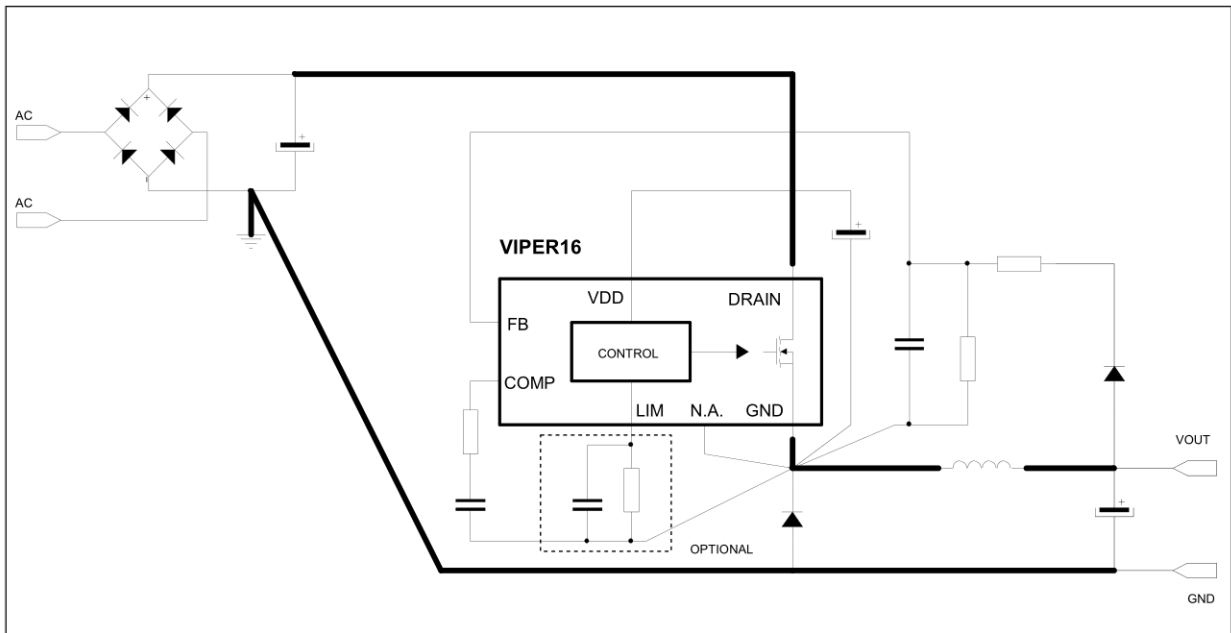 AC
AC
VIPER16
VDD DRAIN
FB
CONTROL
COMP
LIM N.A. GND
VOUT
OPTIONAL
GND